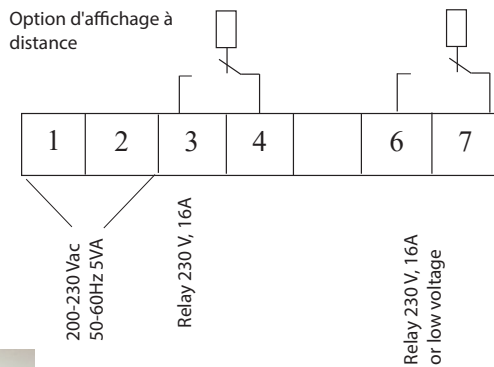 Option d'affichage à
distance
1 2 3 4 6 7
200-230 Vac
50-60Hz 5VA
Relay 230 V, 16A
Relay 230 V, 16A
or low voltage